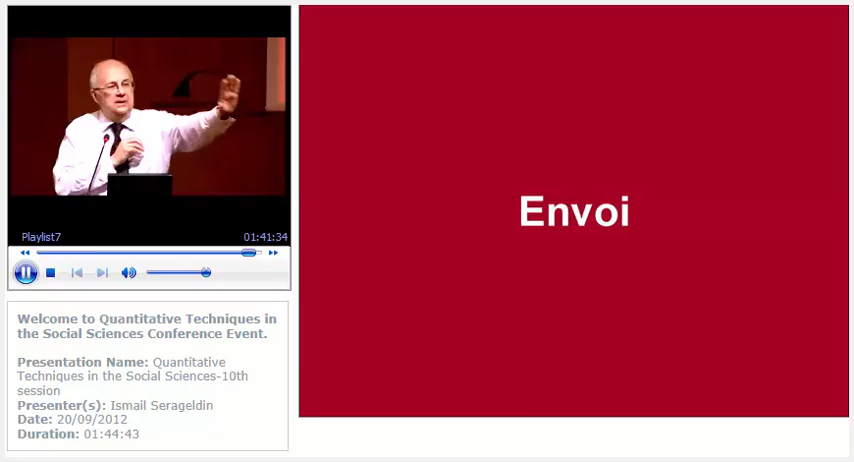 Playlist7 01:41:34
Welcome to Quantitative Techniques in
the Social Sciences Conference Event.
Presentation Name: Quantitative
Techniques in the Social Sciences-10th
session
Presenter(s): Ismail Serageldin
Date: 20/09/2012
Duration: 01:44:43
Envoi